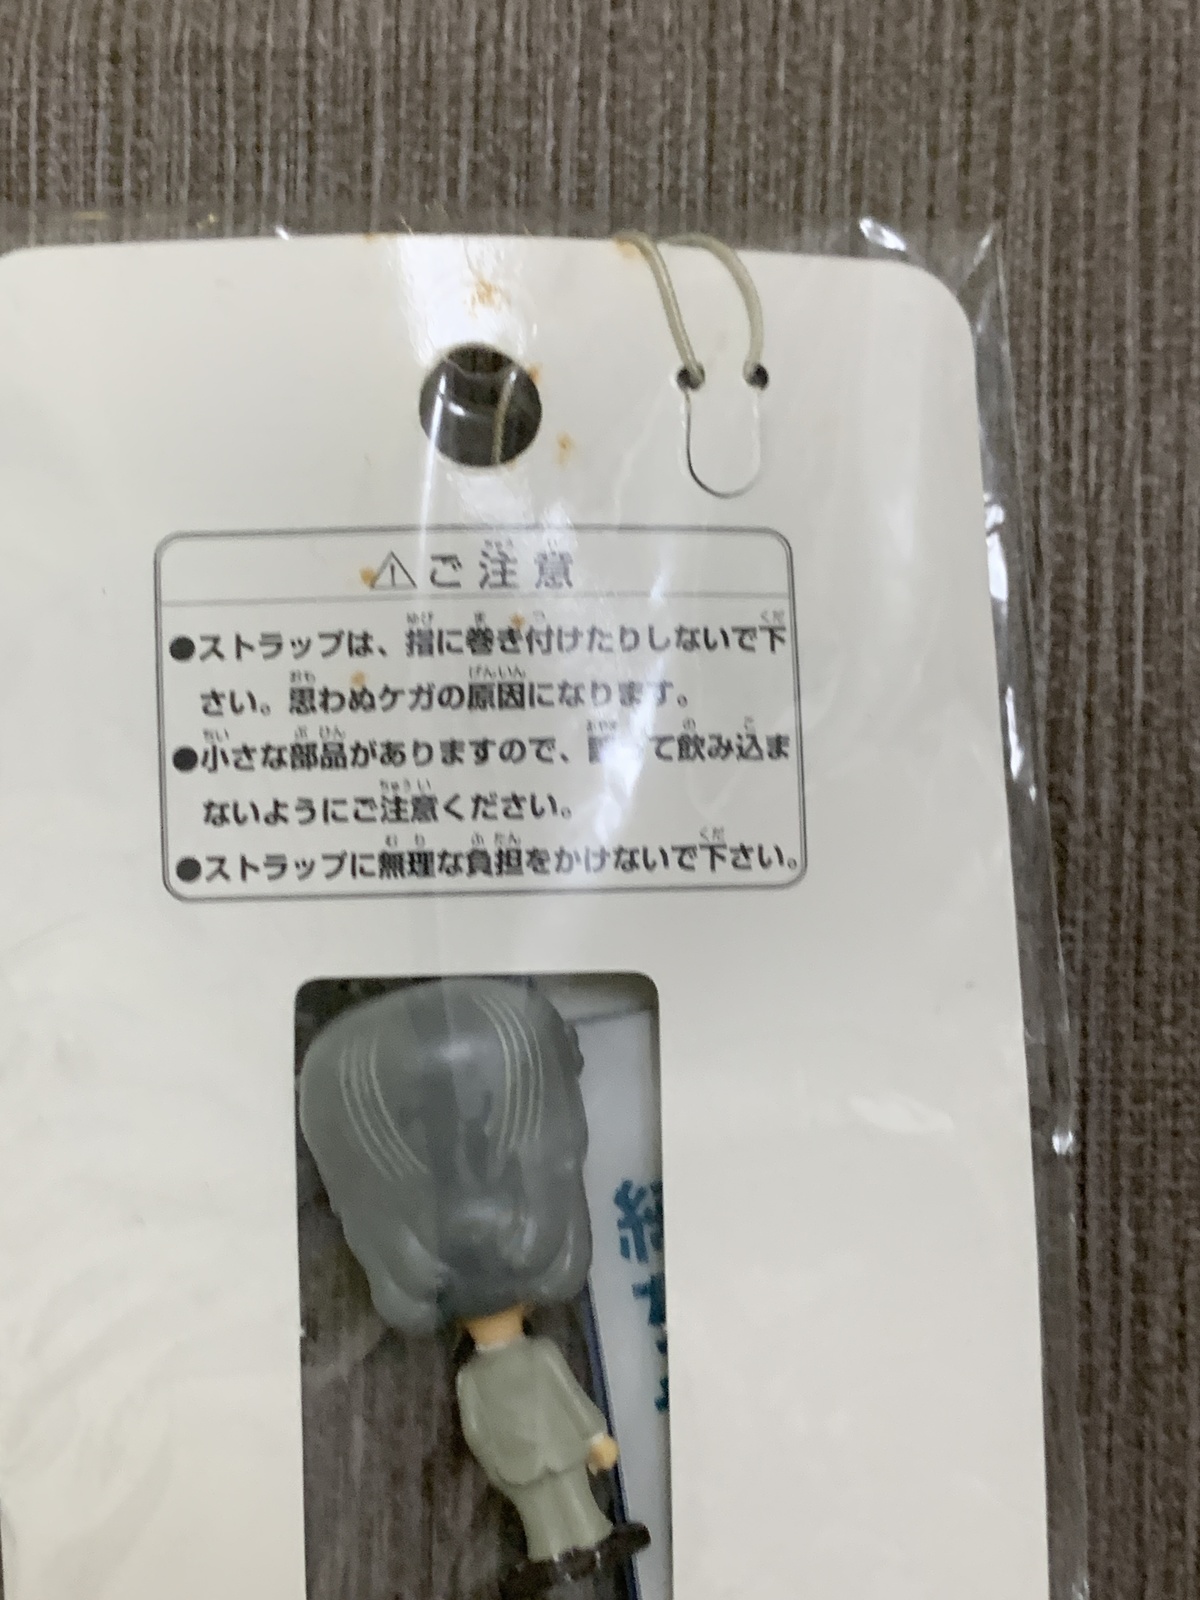 ⚠ご注意
●ストラップは、指に巻き付けたりしないで下
さい。思わぬケガの原因になります。
●小さな部品がありますので、て飲み込ま
ないようにご注意ください。
●ストラップに無理な負担をかけないで下さい。